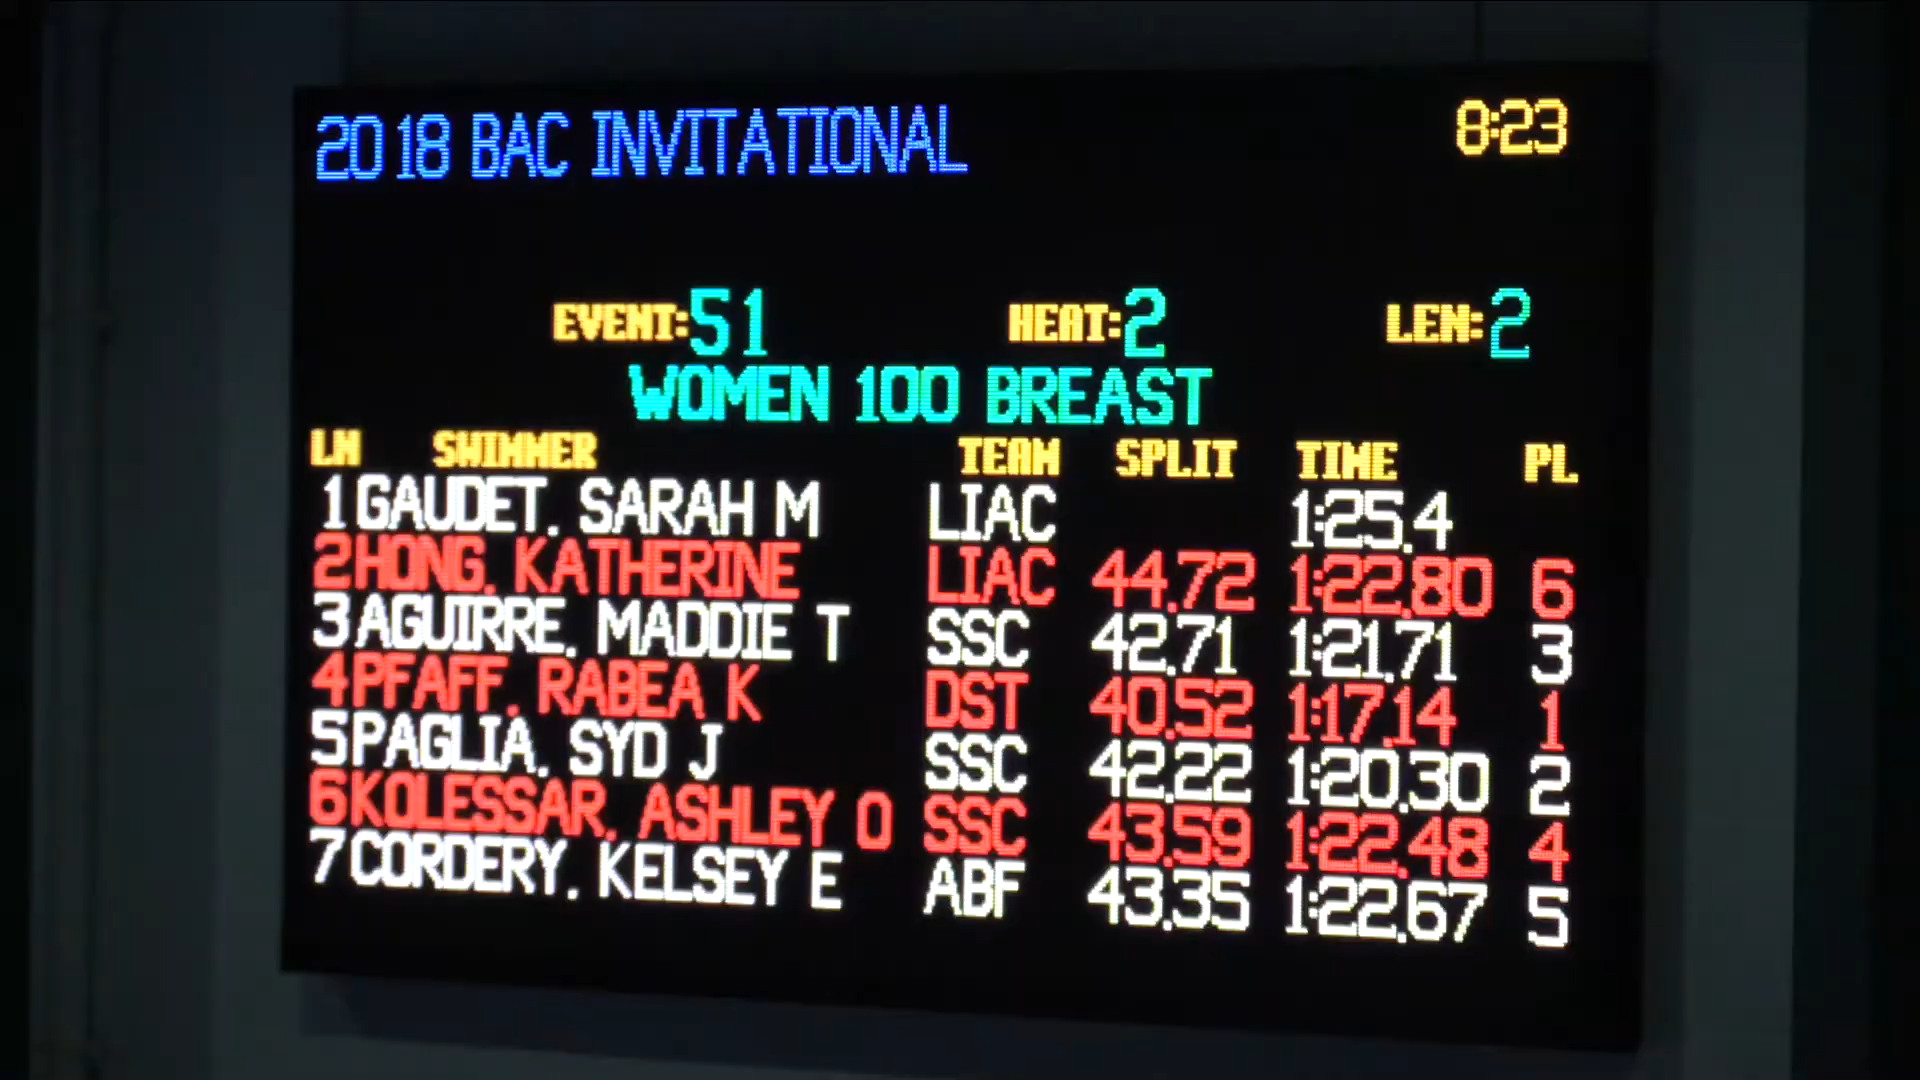 2018 BAC INVITATIONAL 8:23
EVENT:51 HEAT:2 LEN:2
WOMEN 100 BREAST
LN SWIMMER TEAM SPLIT TIME PL
1 GAUDET, SARAH M LIAC 1:25.4
2 HONG, KATHERINE LIAC 44.72 1:22.80 6
3 AGUIRRE, MADDIE T SSC 42.71 1:21.71 3
4 PFAFF, RABEA K DST 40.52 1:17.14 1
5 PAGLIA, SYD J SSC 42.22 1:20.30 2
6 KOLESSAR, ASHLEY O SSC 43.59 1:22.48 4
7 CORDERY, KELSEY E ABF 43.35 1:22.67 5